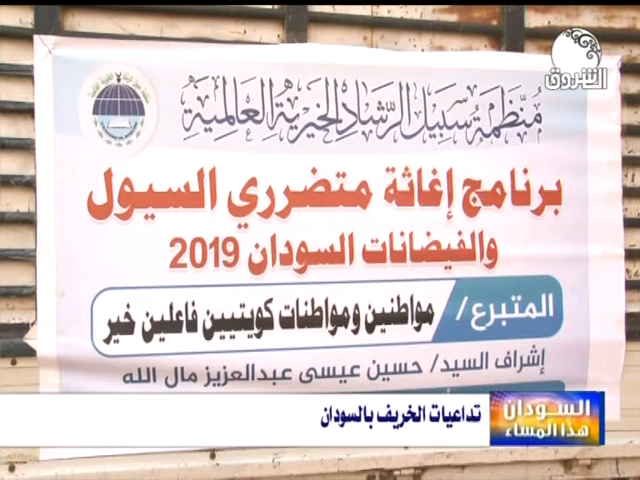 الشروق
منظمة سبيل الرشاد الخيرية العالمية
برنامج إغاثة متضرري السيول
والفيضانات السودان 2019
المتبرع / مواطنين ومواطنات كويتيين فاعلين خير
إشراف السيد / حسين عيسى عبدالعزيز مال الله
تداعيات الخريف بالسودان
السودان
هذا المساء